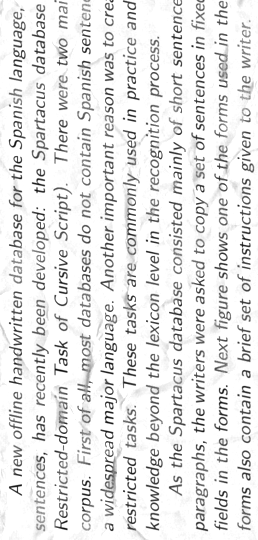 A new offline handwritten database for the Spanish language,
sentences, has recently been developed: the Spartacus database
Restricted-domain Task of Cursive Script). There were two mai
corpus. First of all, most databases do not contain Spanish senten
a widespread major language. Another important reason was to crea
restricted tasks. These tasks are commonly used in practice and
knowledge beyond the lexicon level in the recognition process.
As the Spartacus database consisted mainly of short sentence
paragraphs, the writers were asked to copy a set of sentences in fixed
fields in the forms. Next figure shows one of the forms used in the
forms also contain a brief set of instructions given to the writer.